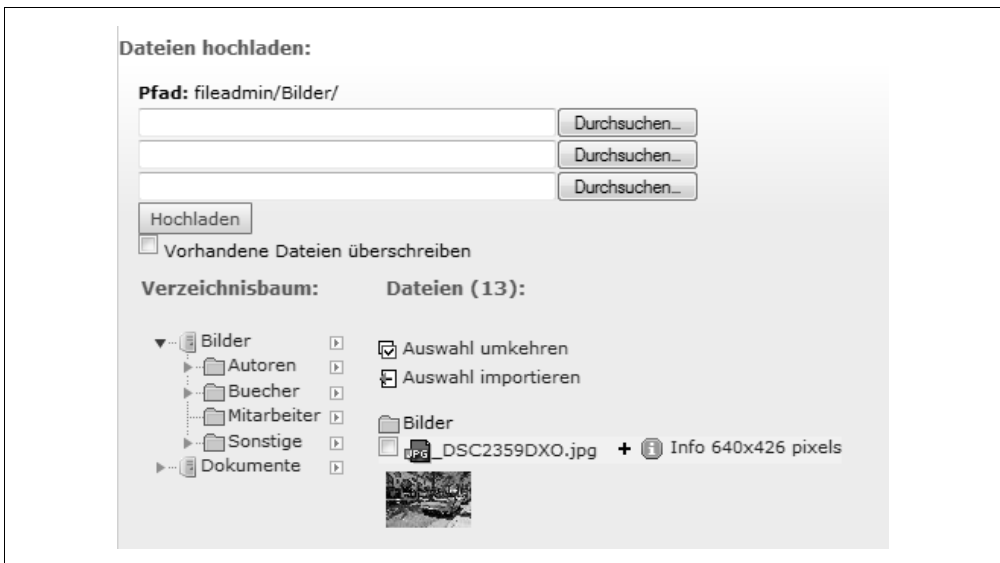 Dateien hochladen:
Pfad: fileadmin/Bilder/
Durchsuchen...
Durchsuchen...
Durchsuchen...
Hochladen
Vorhandene Dateien überschreiben
Verzeichnisbaum:
Bilder
Autoren
Buecher
Mitarbeiter
Sonstige
Dokumente
Dateien (13):
Auswahl umkehren
Auswahl importieren
Bilder
JPG _DSC2359DXO.jpg + i Info 640x426 pixels